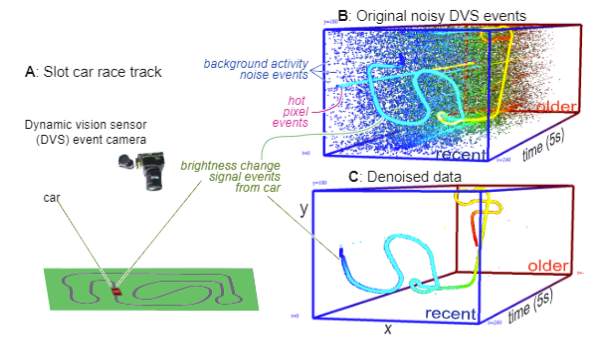 A: Slot car race track
Dynamic vision sensor
(DVS) event camera
car
B: Original noisy DVS events
background activity
noise events
hot
pixel
events
brightness change
signal events
from car
older
recent
time (5s)
C: Denoised data
y
older
recent
time (5s)
x